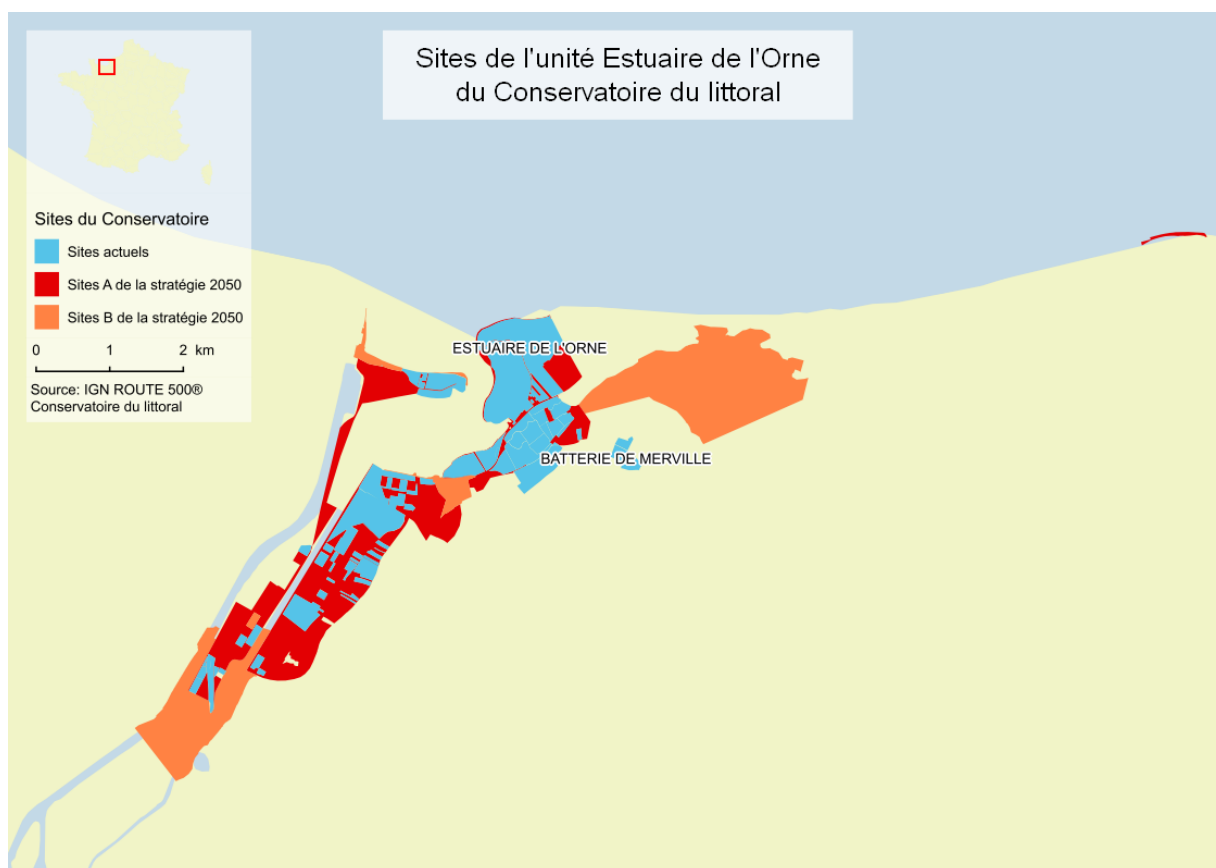 Sites de l'unité Estuaire de l'Orne
du Conservatoire du littoral
Sites du Conservatoire
Sites actuels
Sites A de la stratégie 2050
Sites B de la stratégie 2050
0 1 2 km
Source: IGN ROUTE 500®
Conservatoire du littoral
ESTUAIRE DE L'ORNE
BATTERIE DE MERVILLE